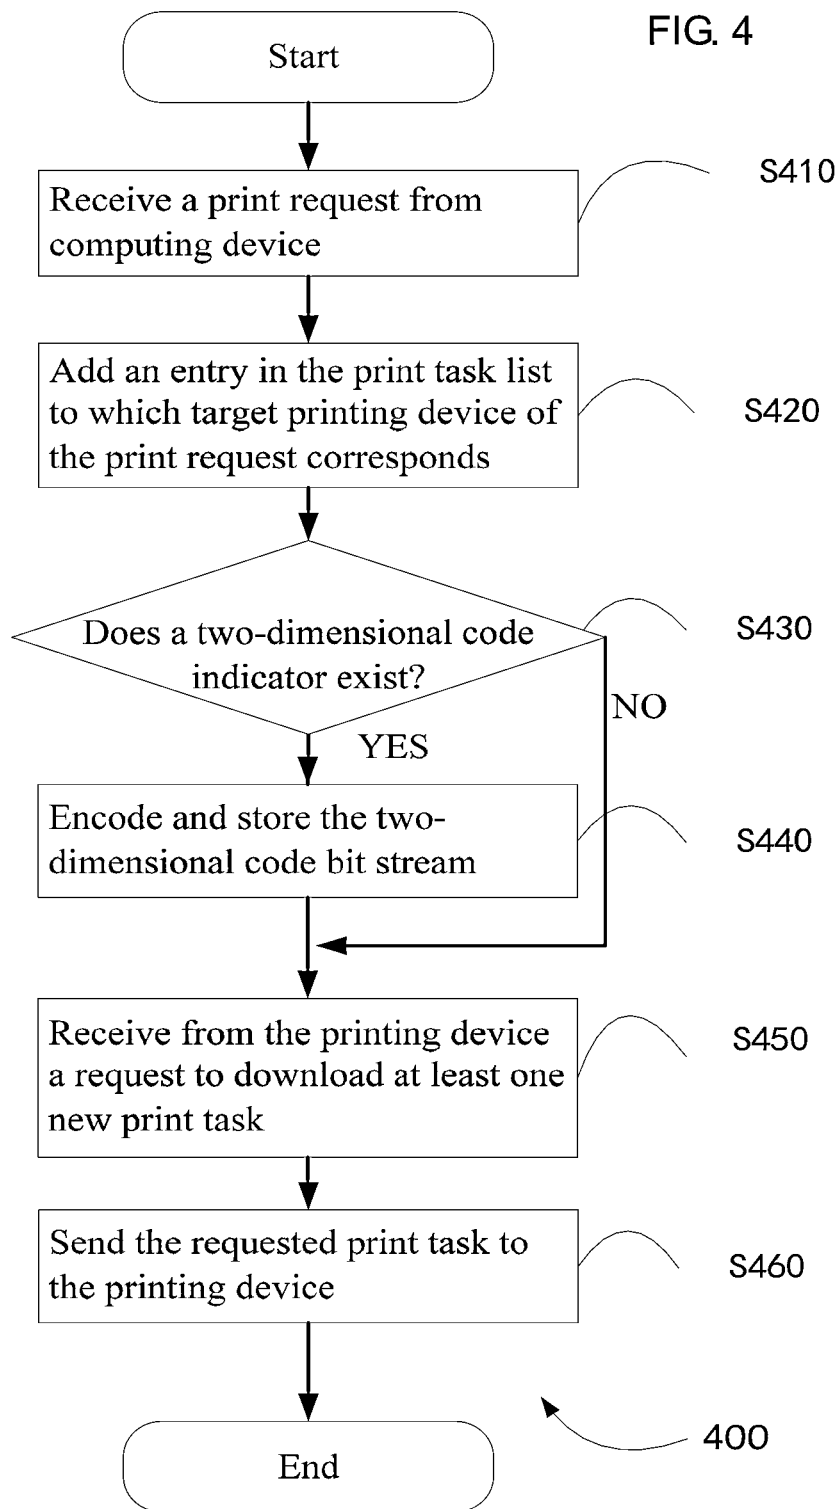 FIG. 4
Start
S410
Receive a print request from
computing device
Add an entry in the print task list
to which target printing device of
the print request corresponds
S420
Does a two-dimensional code
indicator exist?
S430
NO
YES
Encode and store the two-
dimensional code bit stream
S440
Receive from the printing device
a request to download at least one
new print task
S450
Send the requested print task to
the printing device
S460
400
End